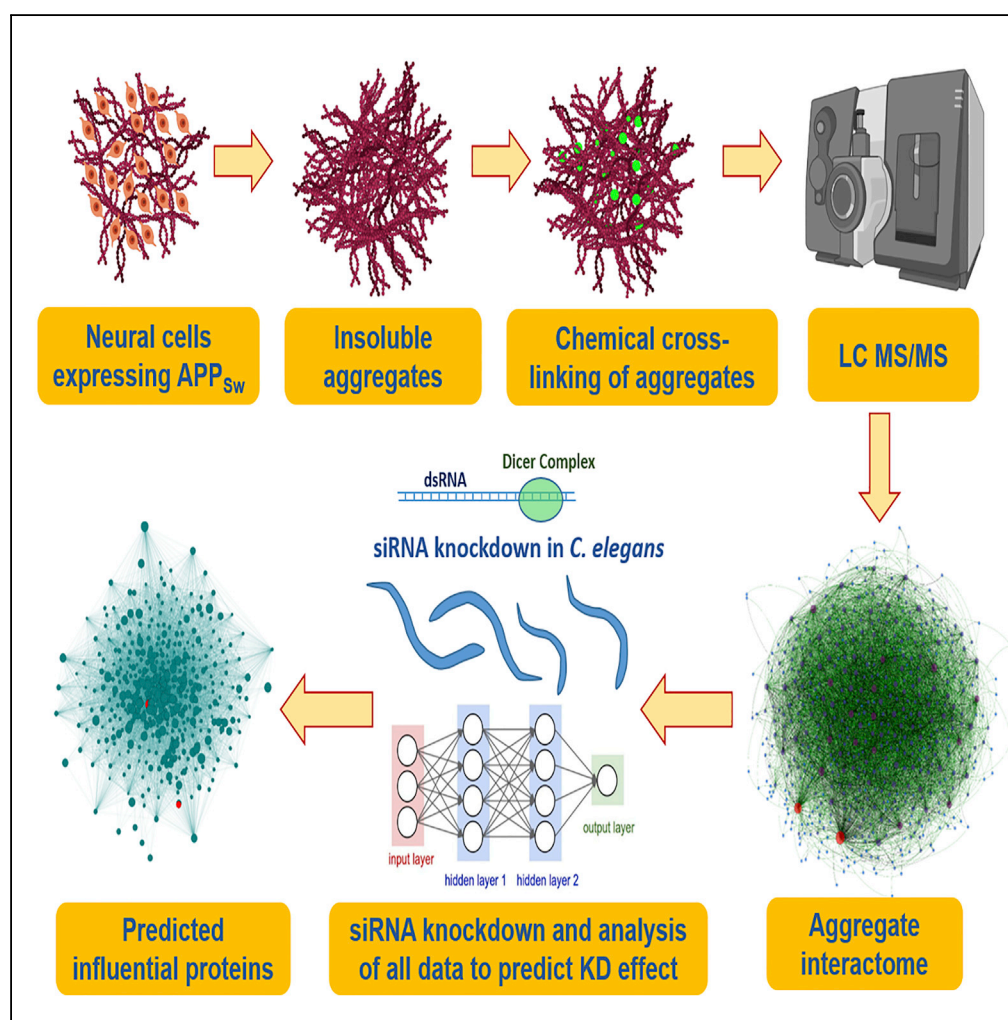 Neural cells
expressing APPSw
Insoluble
aggregates
Chemical cross-
linking of aggregates
LC MS/MS
Dicer Complex
dsRNA
siRNA knockdown in C. elegans
input layer
hidden layer 1
hidden layer 2
output layer
Predicted
influential proteins
siRNA knockdown and analysis
of all data to predict KD effect
Aggregate
interactome